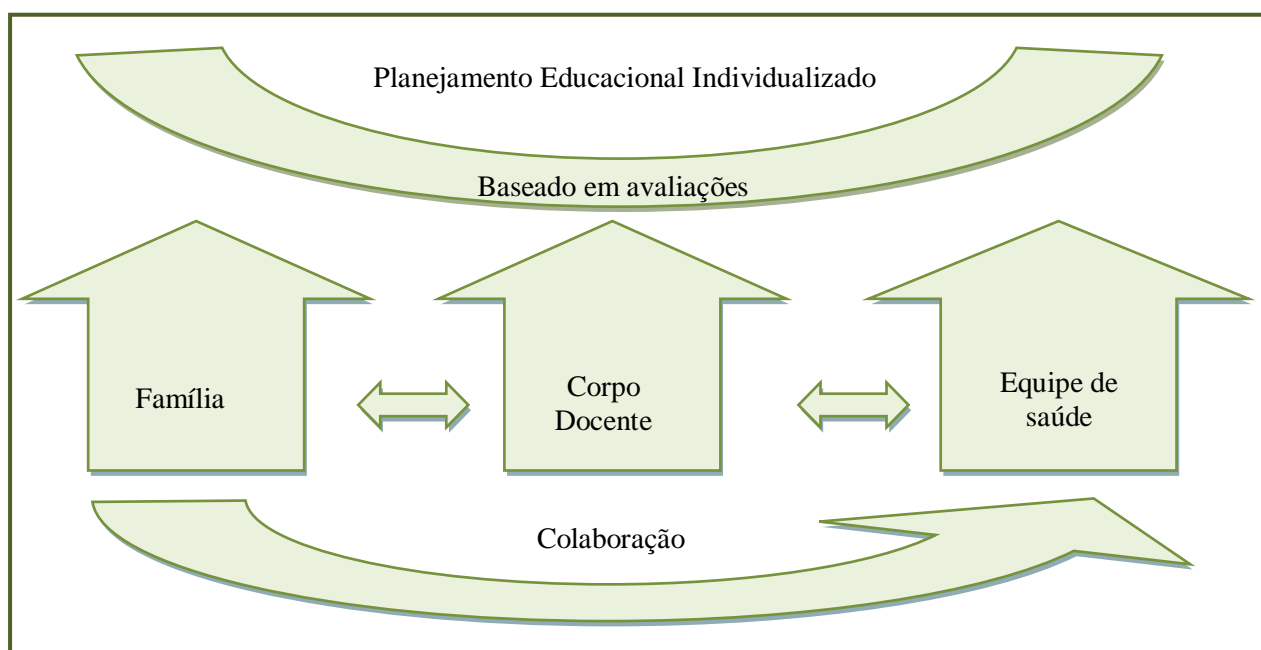 Planejamento Educacional Individualizado
Baseado em avaliações
Família
Corpo
Docente
Equipe de
saúde
Colaboração